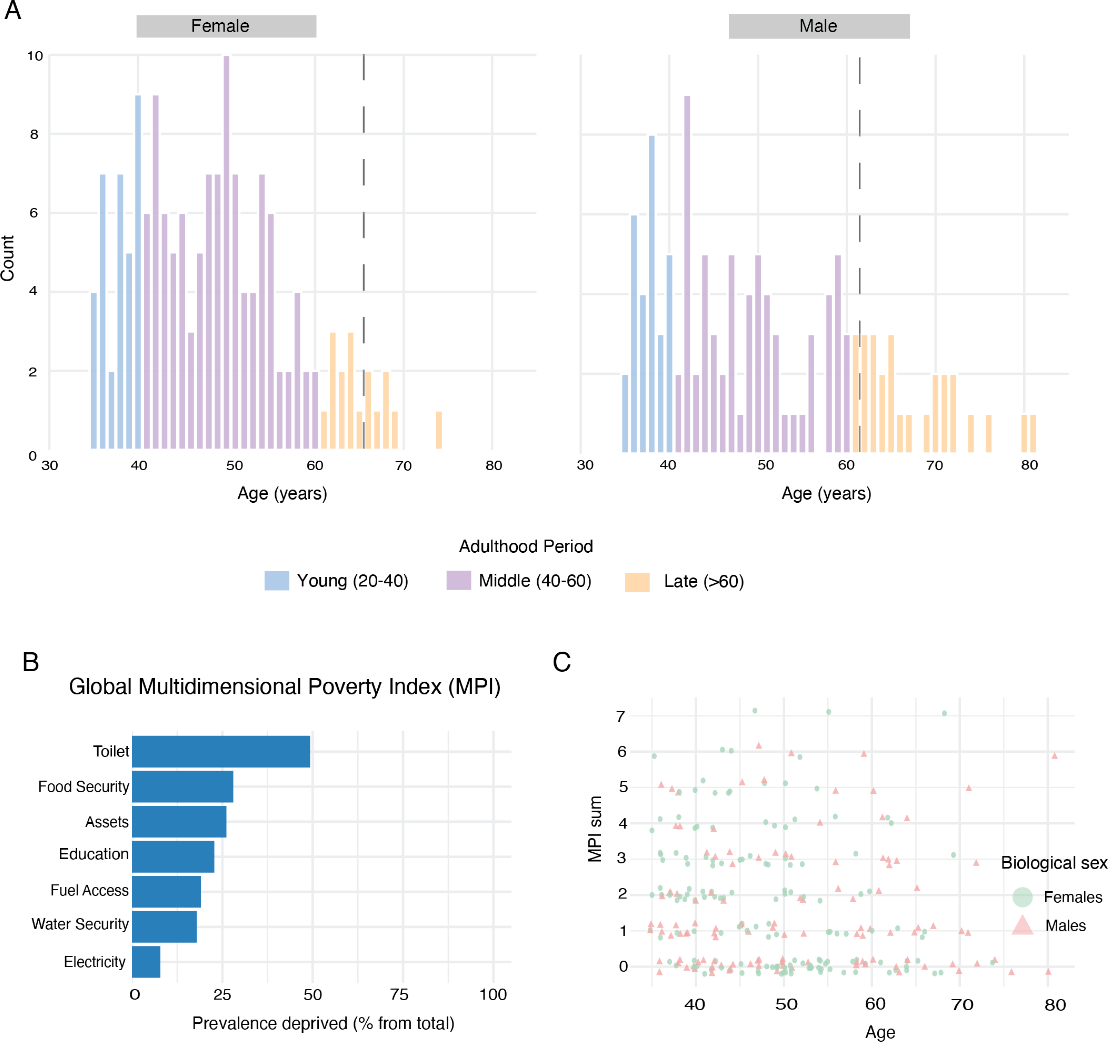 A
Female
Male
10
8
6
4
2
0
Count
30
40
50
60
70
80
30
40
50
60
70
80
Age (years)
Age (years)
Adulthood Period
Young (20-40)
Middle (40-60)
Late (>60)
B
Global Multidimensional Poverty Index (MPI)
Toilet
Food Security
Assets
Education
Fuel Access
Water Security
Electricity
0
25
50
75
100
Prevalence deprived (% from total)
C
7
6
5
4
3
2
1
0
MPI sum
40
50
60
70
80
Age
Biological sex
Females
Males